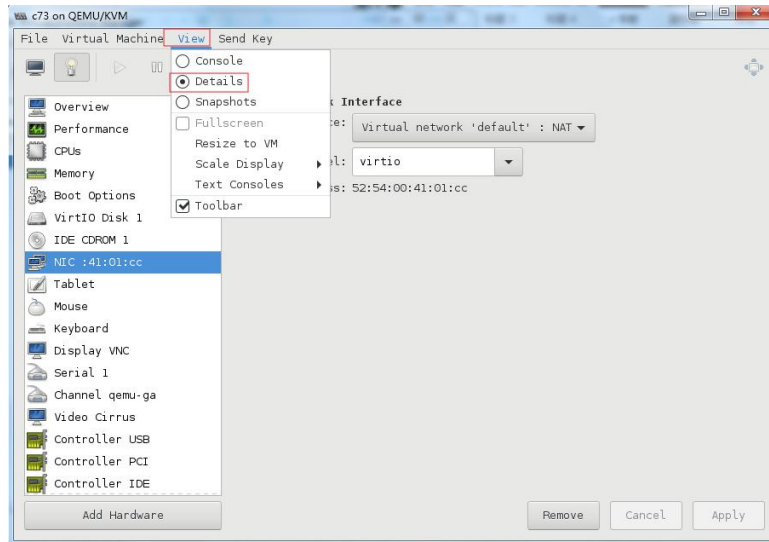 c73 on QEMU/KVM
File Virtual Machine View Send Key
Console
Details
Snapshots
Fullscreen
Resize to VM
Scale Display
Text Consoles
Toolbar
Overview
Performance
CPUs
Memory
Boot Options
VirtIO Disk 1
IDE CDROM 1
NIC :41:01:cc
Tablet
Mouse
Keyboard
Display VNC
Serial 1
Channel qemu-ga
Video Cirrus
Controller USB
Controller PCI
Controller IDE
Add Hardware
Interface
Virtual network 'default' : NAT
virtio
52:54:00:41:01:cc
Remove Cancel Apply